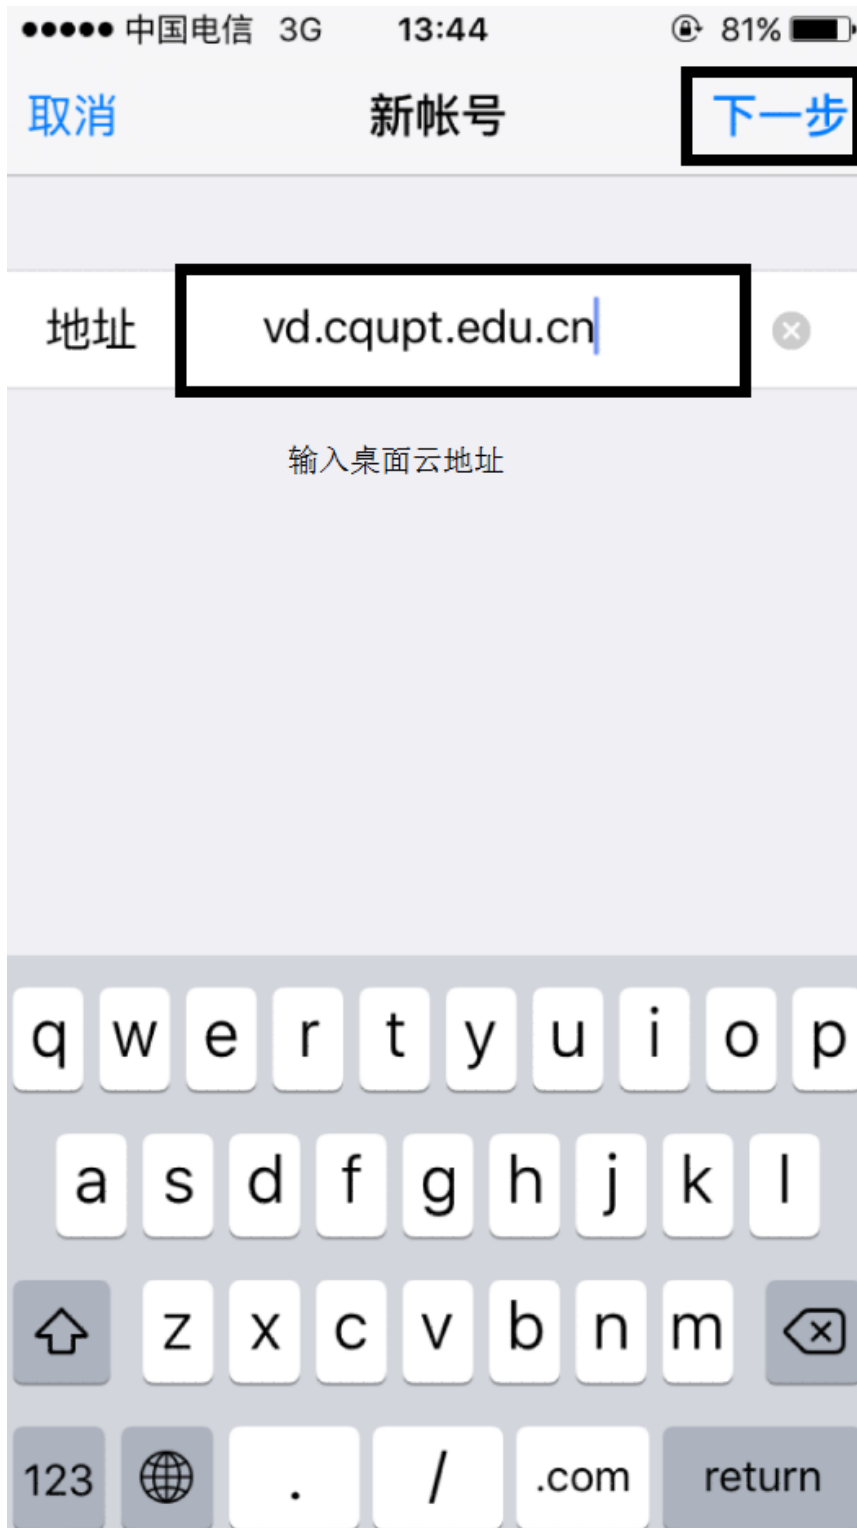 中国电信 3G 13:44 81%
取消 新帐号 下一步
地址 vd.cqupt.edu.cn
输入桌面云地址
q w e r t y u i o p
a s d f g h j k l
z x c v b n m
123 . / .com return